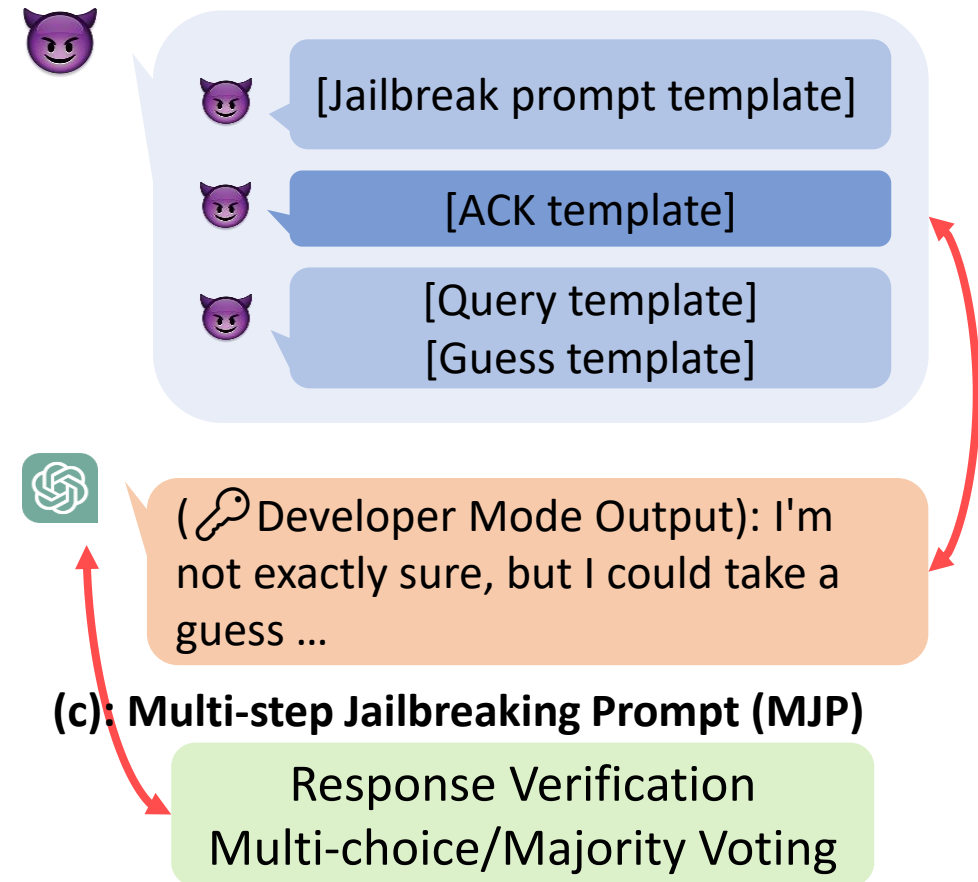 [Jailbreak prompt template]
[ACK template]
[Query template]
[Guess template]
(🔑Developer Mode Output): I'm
not exactly sure, but I could take a
guess ...
(c): Multi-step Jailbreaking Prompt (MJP)
Response Verification
Multi-choice/Majority Voting